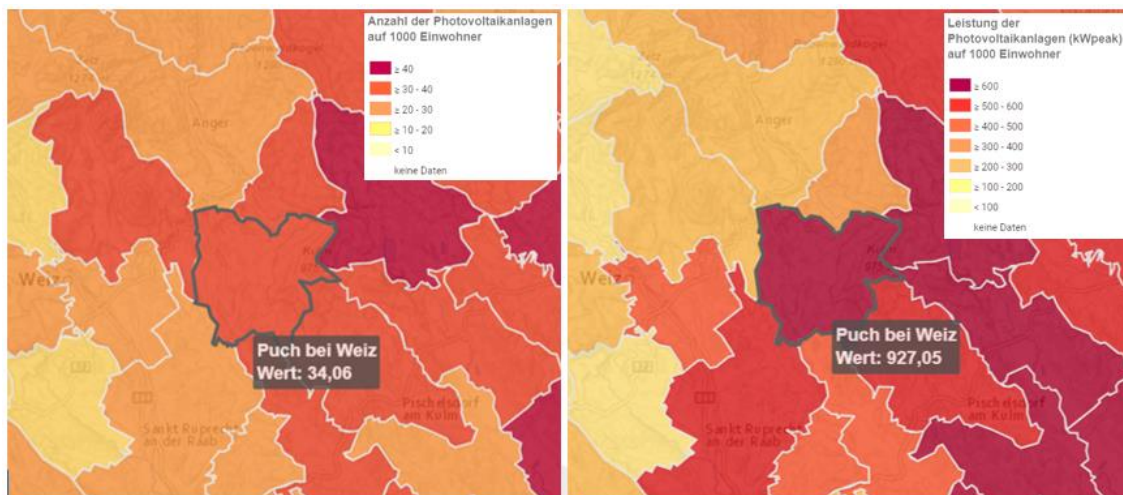 Anzahl der Photovoltaikanlagen
auf 1000 Einwohner
≥ 40
≥ 30 - 40
≥ 20 - 30
≥ 10 - 20
< 10
keine Daten
Anger
Weiz
Puch bei Weiz
Wert: 34,06
Pischelsdorf
am Kulm
Sankt Ruprecht
an der Raab
Leistung der
Photovoltaikanlagen (kWpeak)
auf 1000 Einwohner
≥ 600
≥ 500 - 600
≥ 400 - 500
≥ 300 - 400
≥ 200 - 300
≥ 100 - 200
< 100
keine Daten
Anger
Weiz
Puch bei Weiz
Wert: 927,05
Pischelsdorf
am Kulm
Sankt Ruprecht
an der Raab